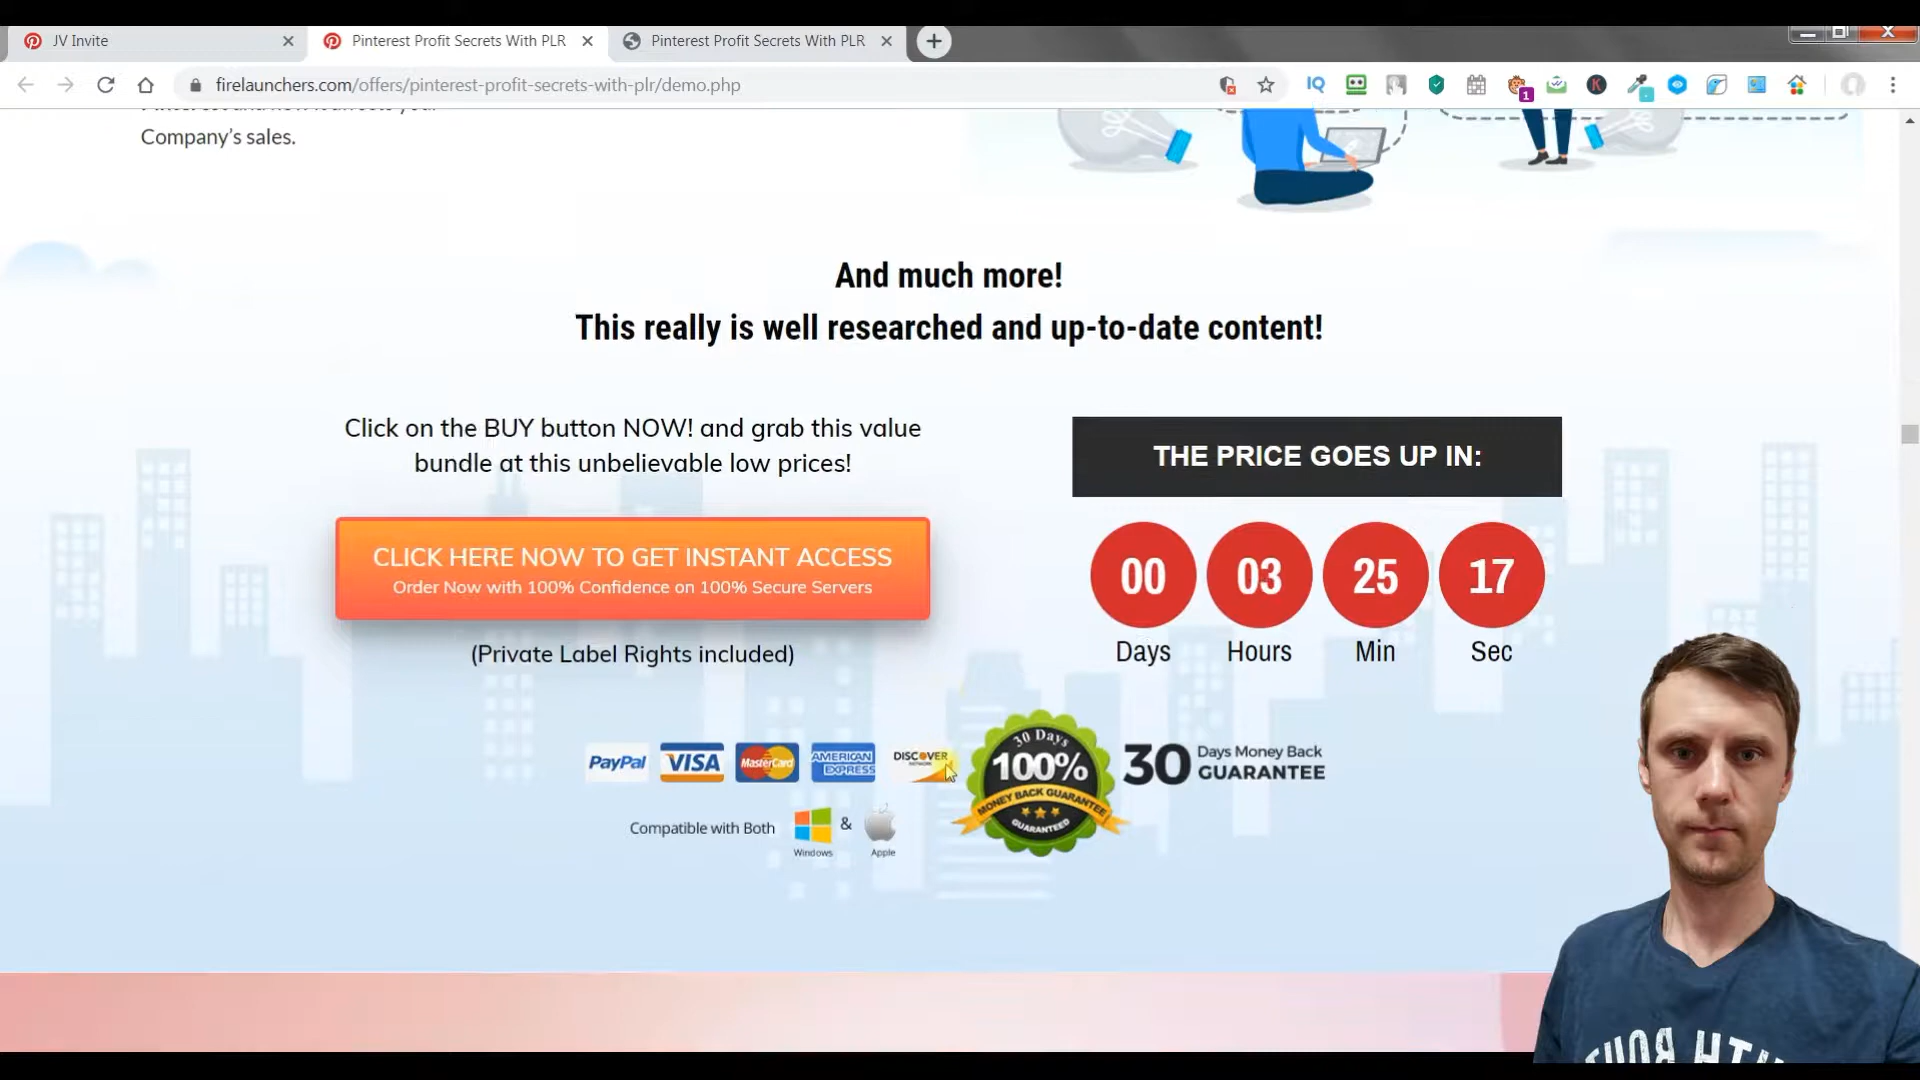 JV Invite
Pinterest Profit Secrets With PLR
Pinterest Profit Secrets With PLR
firelaunchers.com/offers/pinterest-profit-secrets-with-plr/demo.php
IQ
K
1
Company's sales.
And much more!
This really is well researched and up-to-date content!
Click on the BUY button NOW! and grab this value
bundle at this unbelievable low prices!
CLICK HERE NOW TO GET INSTANT ACCESS
Order Now with 100% Confidence on 100% Secure Servers
(Private Label Rights included)
THE PRICE GOES UP IN:
00 03 25 17
Days Hours Min Sec
PayPal VISA MasterCard AMERICAN EXPRESS DISCOVER NETWORK
30 Days
100%
MONEY BACK GUARANTEE
GUARANTEED
30 Days Money Back
GUARANTEE
Compatible with Both & 
Windows Apple